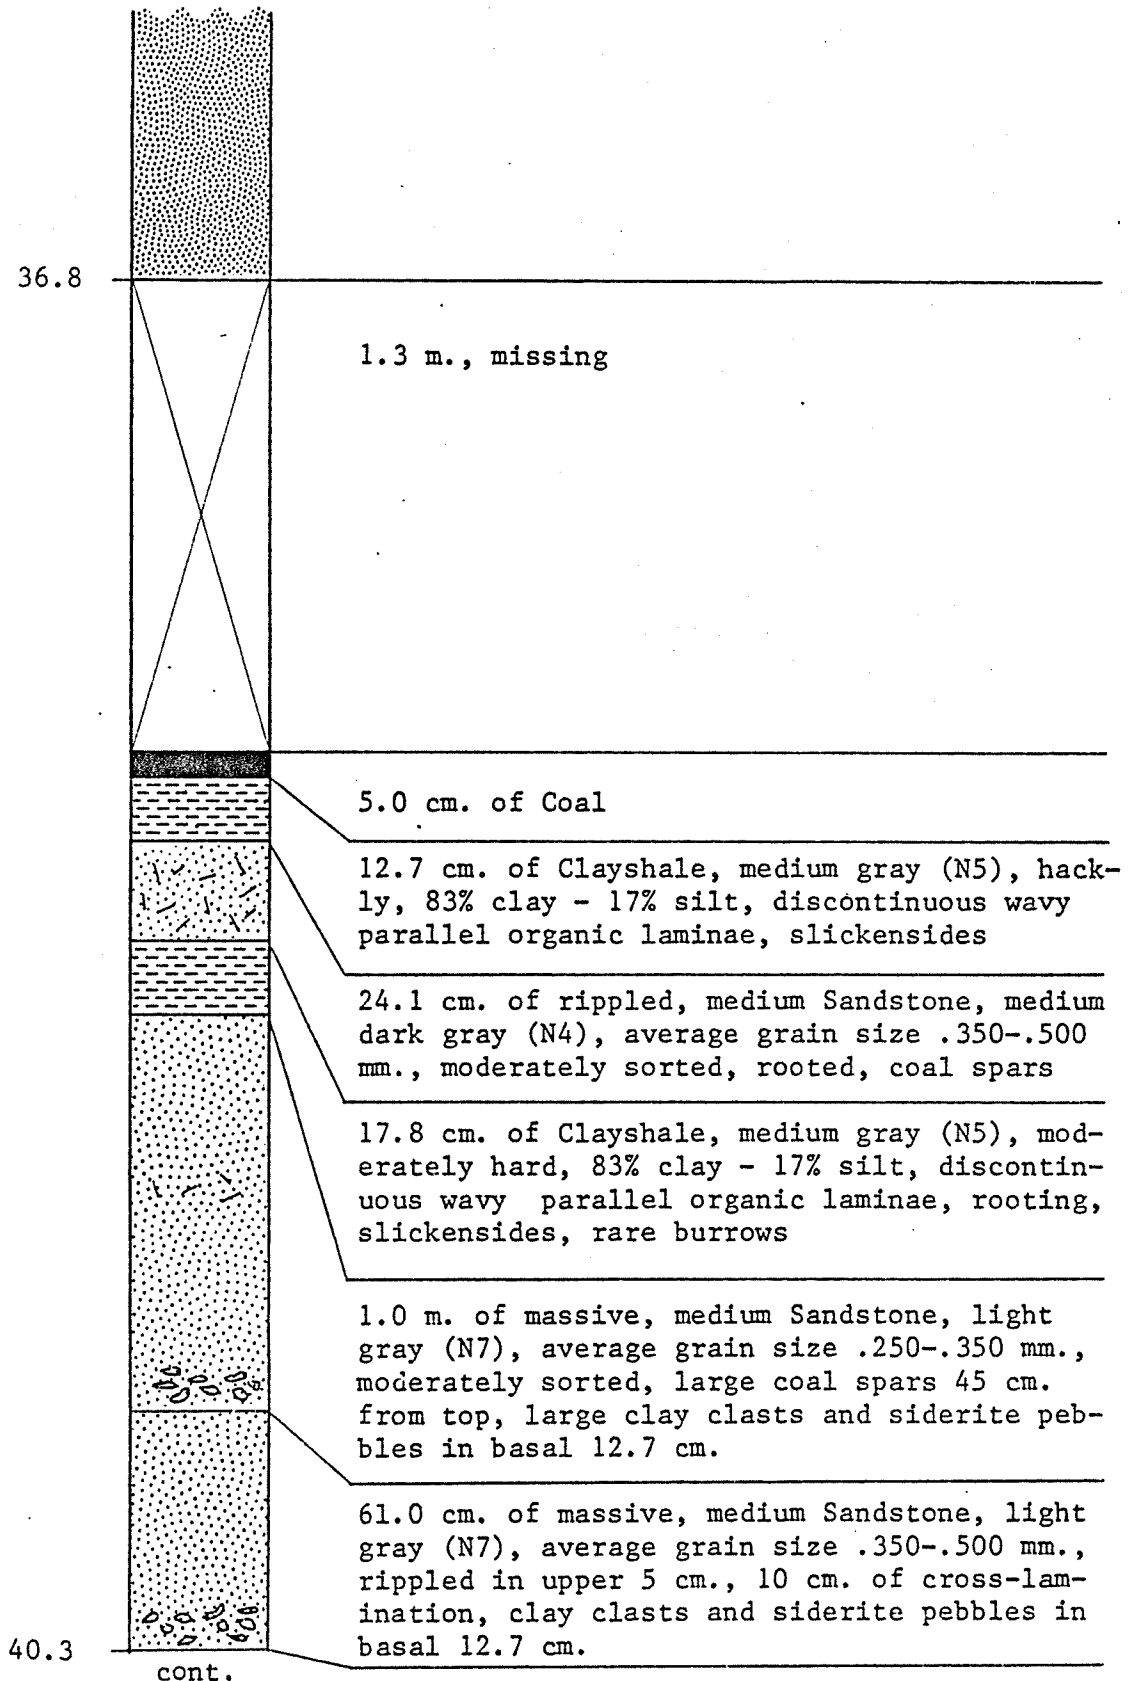 36.8
1.3 m., missing
5.0 cm. of Coal
12.7 cm. of Clayshale, medium gray (N5), hack-
ly, 83% clay - 17% silt, discontinuous wavy
parallel organic laminae, slickensides
24.1 cm. of rippled, medium Sandstone, medium
dark gray (N4), average grain size .350-.500
mm., moderately sorted, rooted, coal spars
17.8 cm. of Clayshale, medium gray (N5), mod-
erately hard, 83% clay - 17% silt, discontin-
uous wavy parallel organic laminae, rooting,
slickensides, rare burrows
1.0 m. of massive, medium Sandstone, light
gray (N7), average grain size .250-.350 mm.,
moderately sorted, large coal spars 45 cm.
from top, large clay clasts and siderite peb-
bles in basal 12.7 cm.
61.0 cm. of massive, medium Sandstone, light
gray (N7), average grain size .350-.500 mm.,
rippled in upper 5 cm., 10 cm. of cross-lam-
ination, clay clasts and siderite pebbles in
basal 12.7 cm.
40.3
cont.